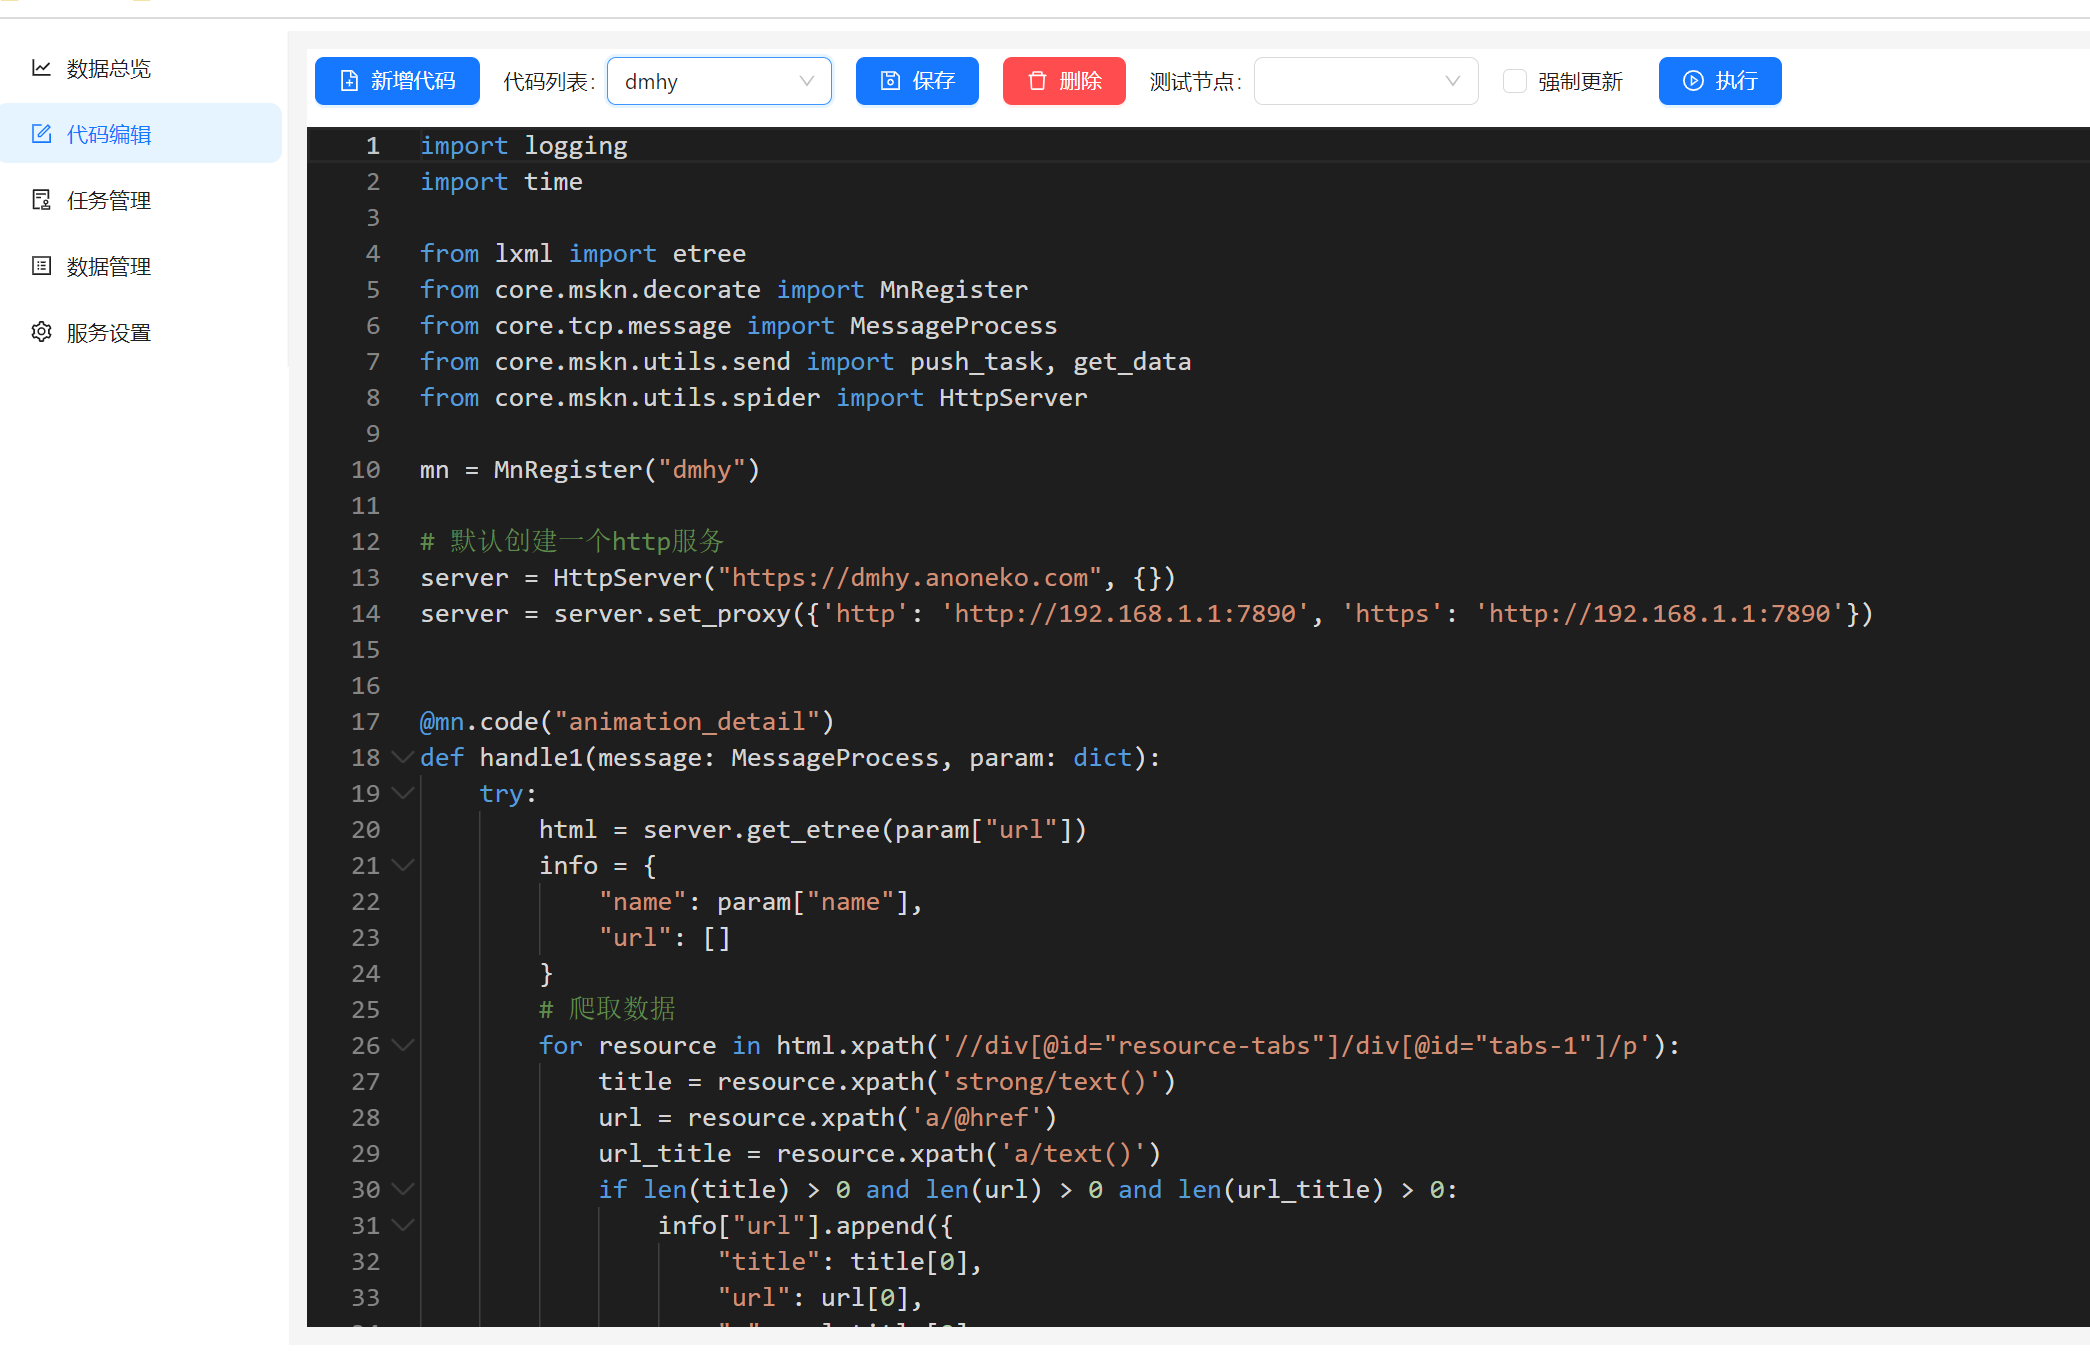 数据总览
代码编辑
任务管理
数据管理
服务设置
新增代码 代码列表: dmhy 保存 删除 测试节点: 强制更新 执行
1 import logging
2 import time
3
4 from lxml import etree
5 from core.mskn.decorate import MnRegister
6 from core.tcp.message import MessageProcess
7 from core.mskn.utils.send import push_task, get_data
8 from core.mskn.utils.spider import HttpServer
9
10 mn = MnRegister("dmhy")
11
12 # 默认创建一个http服务
13 server = HttpServer("https://dmhy.anoneko.com", {})
14 server = server.set_proxy({'http': 'http://192.168.1.1:7890', 'https': 'http://192.168.1.1:7890'})
15
16
17 @mn.code("animation_detail")
18 def handle1(message: MessageProcess, param: dict):
19     try:
20         html = server.get_etree(param["url"])
21         info = {
22             "name": param["name"],
23             "url": []
24         }
25         # 爬取数据
26         for resource in html.xpath('//div[@id="resource-tabs"]/div[@id="tabs-1"]/p'):
27             title = resource.xpath('strong/text()')
28             url = resource.xpath('a/@href')
29             url_title = resource.xpath('a/text()')
30             if len(title) > 0 and len(url) > 0 and len(url_title) > 0:
31                 info["url"].append({
32                     "title": title[0],
33                     "url": url[0],